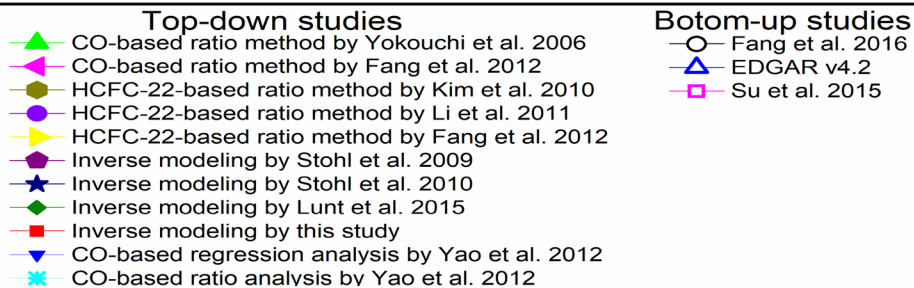 Top-down studies
CO-based ratio method by Yokouchi et al. 2006
CO-based ratio method by Fang et al. 2012
HCFC-22-based ratio method by Kim et al. 2010
HCFC-22-based ratio method by Li et al. 2011
HCFC-22-based ratio method by Fang et al. 2012
Inverse modeling by Stohl et al. 2009
Inverse modeling by Stohl et al. 2010
Inverse modeling by Lunt et al. 2015
Inverse modeling by this study
CO-based regression analysis by Yao et al. 2012
CO-based ratio analysis by Yao et al. 2012
Botom-up studies
Fang et al. 2016
EDGAR v4.2
Su et al. 2015